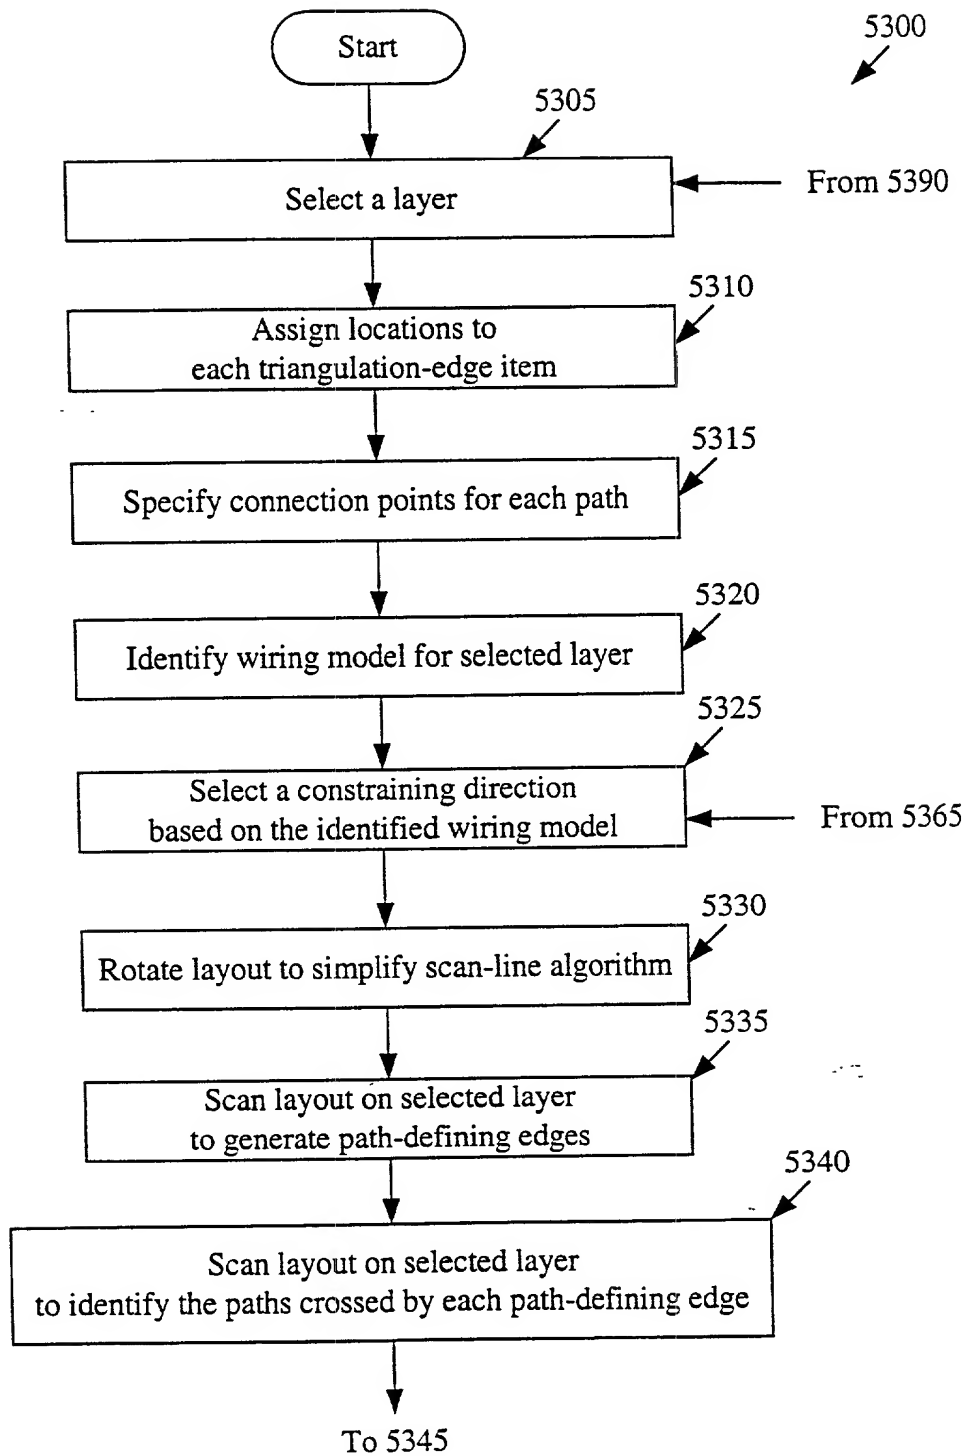 5300
Start
5305
Select a layer
From 5390
5310
Assign locations to
each triangulation-edge item
5315
Specify connection points for each path
5320
Identify wiring model for selected layer
5325
Select a constraining direction
based on the identified wiring model
From 5365
5330
Rotate layout to simplify scan-line algorithm
5335
Scan layout on selected layer
to generate path-defining edges
5340
Scan layout on selected layer
to identify the paths crossed by each path-defining edge
To 5345